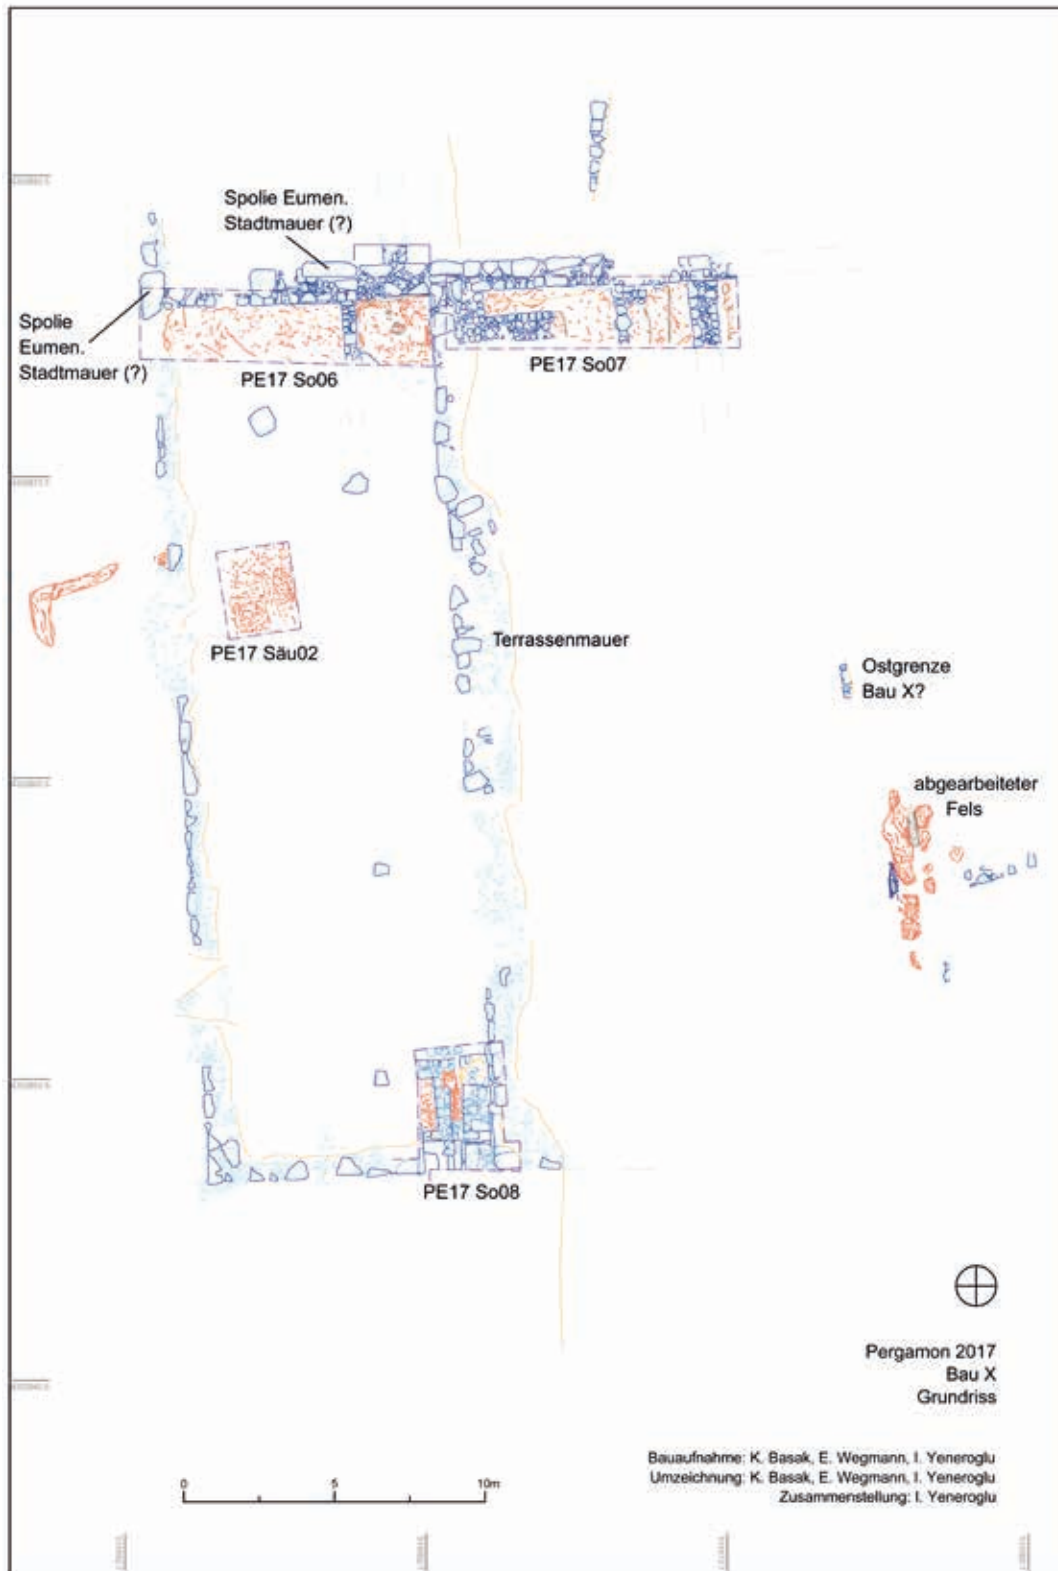 Spolie Eumen.
Stadtmauer (?)
Spolie
Eumen.
Stadtmauer (?)
PE17 So06
PE17 So07
PE17 Säu02
Terrassenmauer
Ostgrenze
Bau X?
abgearbeiteter
Fels
PE17 So08
Pergamon 2017
Bau X
Grundriss
Bauaufnahme: K. Basak, E. Wegmann, I. Yeneroglu
Umzeichnung: K. Basak, E. Wegmann, I. Yeneroglu
Zusammenstellung: I. Yeneroglu
0 5 10m